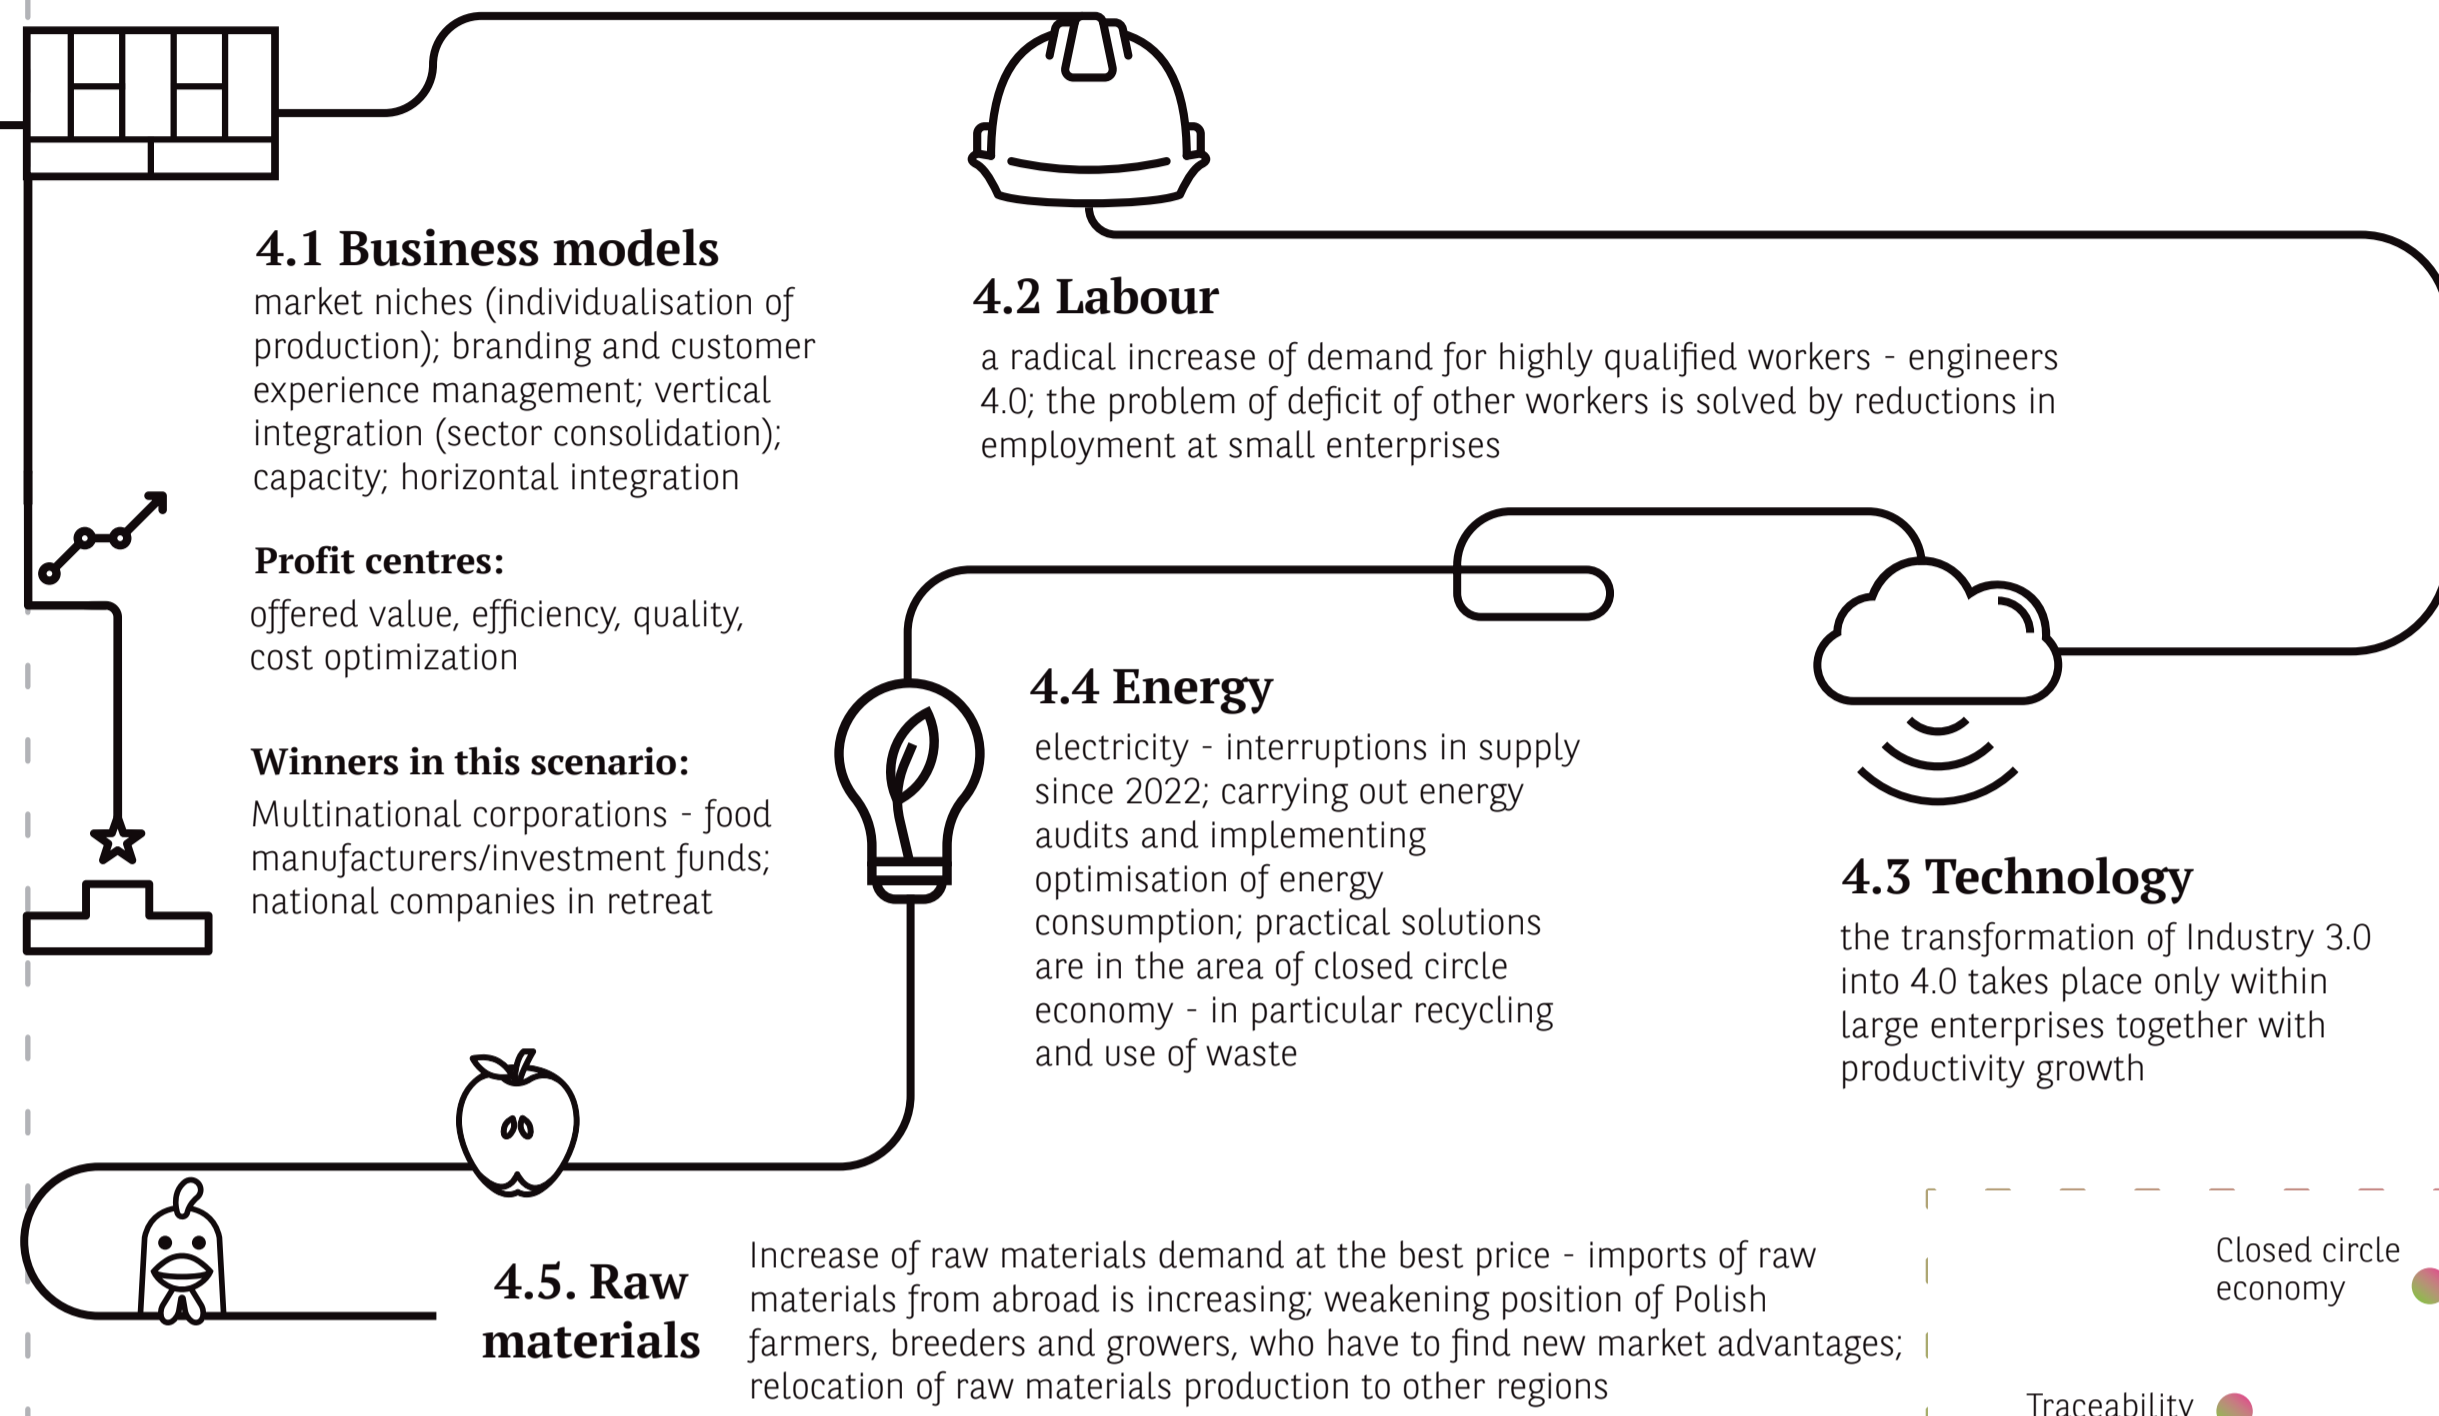 4.1 Business models
market niches (individualisation of
production); branding and customer
experience management; vertical
integration (sector consolidation);
capacity; horizontal integration
Profit centres:
offered value, efficiency, quality,
cost optimization
Winners in this scenario:
Multinational corporations - food
manufacturers/investment funds;
national companies in retreat
4.2 Labour
a radical increase of demand for highly qualified workers - engineers
4.0; the problem of deficit of other workers is solved by reductions in
employment at small enterprises
4.3 Technology
the transformation of Industry 3.0
into 4.0 takes place only within
large enterprises together with
productivity growth
4.4 Energy
electricity - interruptions in supply
since 2022; carrying out energy
audits and implementing
optimisation of energy
consumption; practical solutions
are in the area of closed circle
economy - in particular recycling
and use of waste
4.5. Raw
materials
Increase of raw materials demand at the best price - imports of raw
materials from abroad is increasing; weakening position of Polish
farmers, breeders and growers, who have to find new market advantages;
relocation of raw materials production to other regions
Closed circle
economy
Traceability